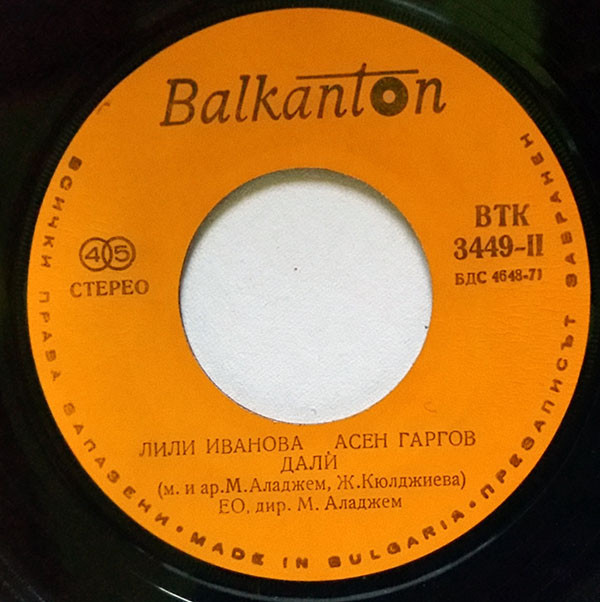 Balkanton
45
СТЕРЕО
ВТК
3449-II
БДС 4648-71
ЛИЛИ ИВАНОВА АСЕН ГАРГОВ
ДАЛЍ
(м. и ар.М.Аладжем, Ж.Кюлджиева)
ЕО, дир. М. Аладжем
ВСИЧКИ ПРАВА ЗАПАЗЕНИ • MADE IN BULGARIA • ПРЕЗАПИСЪТ ЗАБРАНЕН